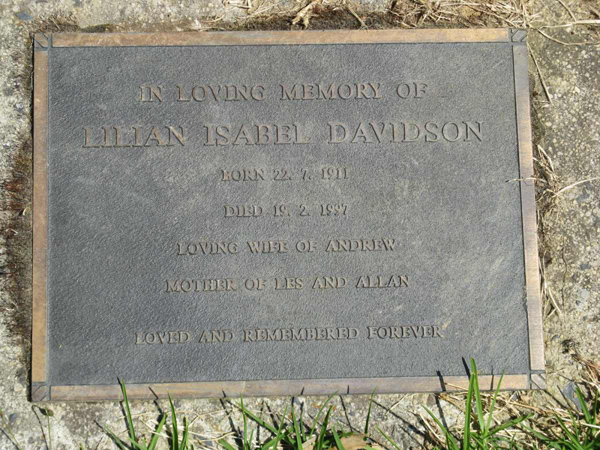 IN LOVING MEMORY OF
LILIAN ISABEL DAVIDSON
BORN 22. 7. 1911
DIED 19. 2. 1987
LOVING WIFE OF ANDREW
MOTHER OF LES AND ALLAN
LOVED AND REMEMBERED FOREVER